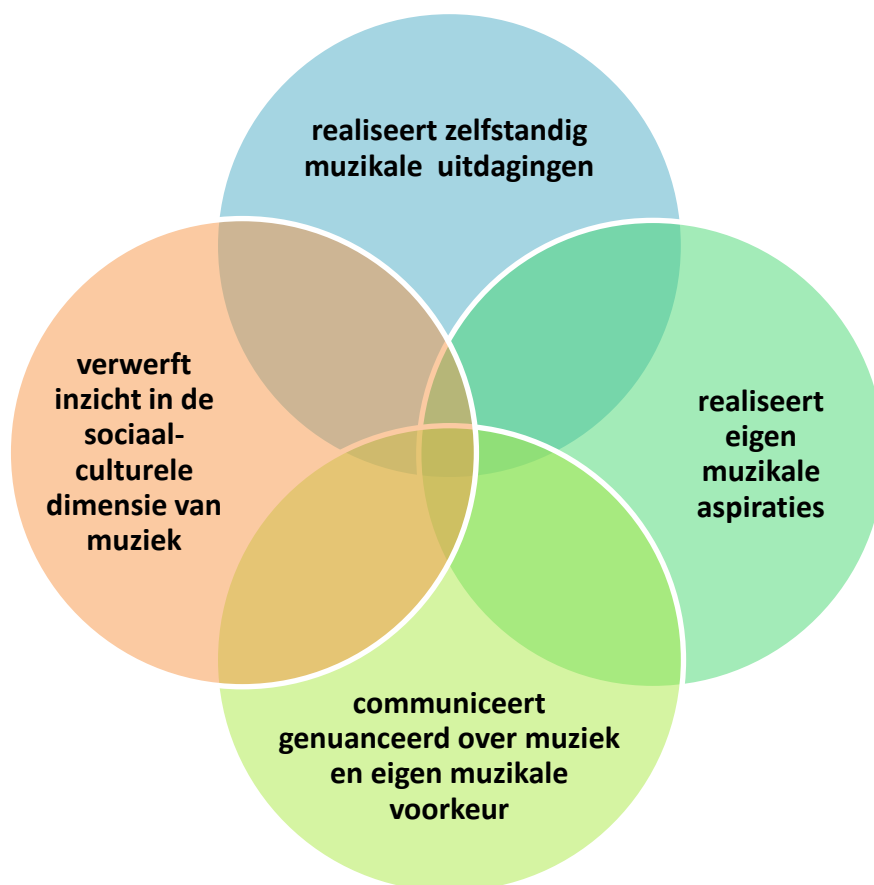 realiseert zelfstandig
muzikale uitdagingen
verwerft
inzicht in de
sociaal-
culturele
dimensie van
muziek
realiseert
eigen
muzikale
aspiraties
communiceert
genuanceerd over muziek
en eigen muzikale
voorkeur